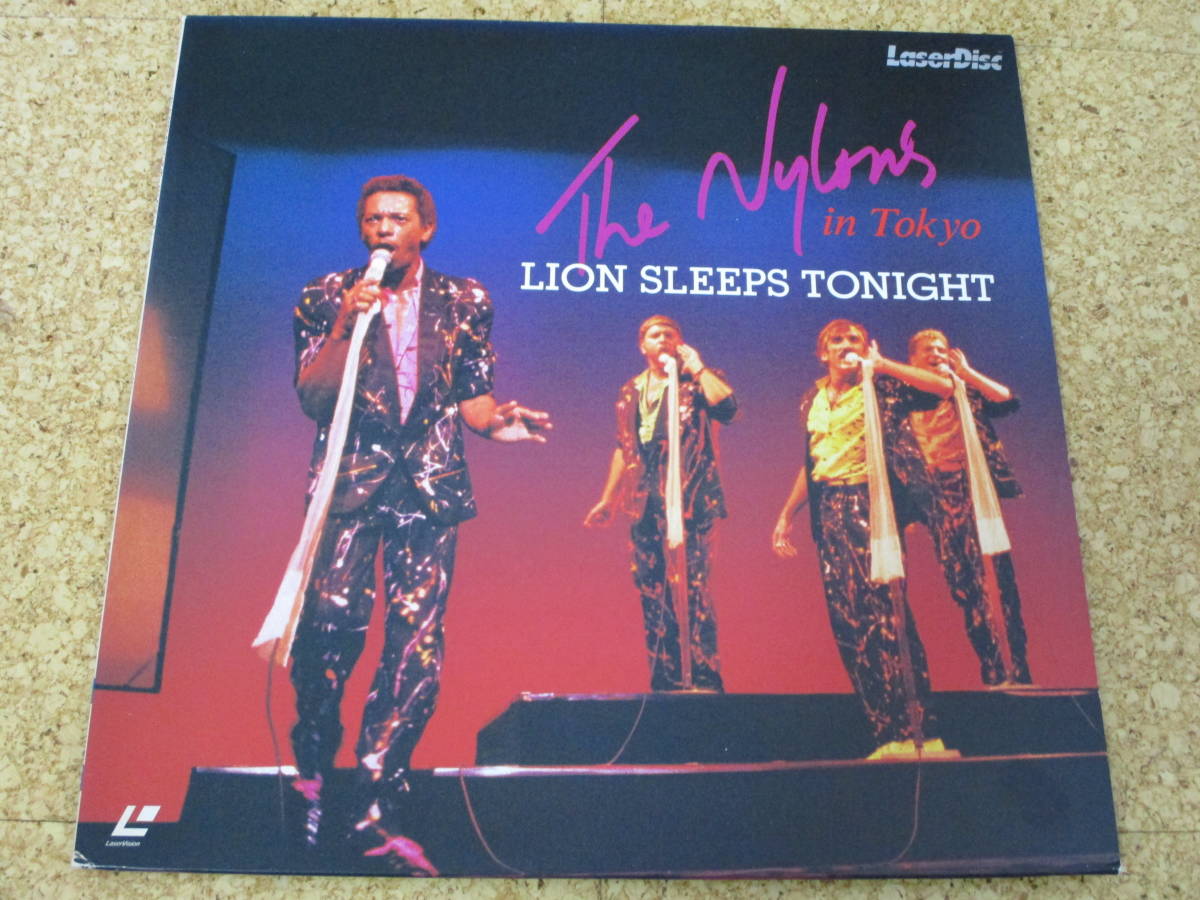 LaserDisc
The Nylons
in Tokyo
LION SLEEPS TONIGHT
LaserVision